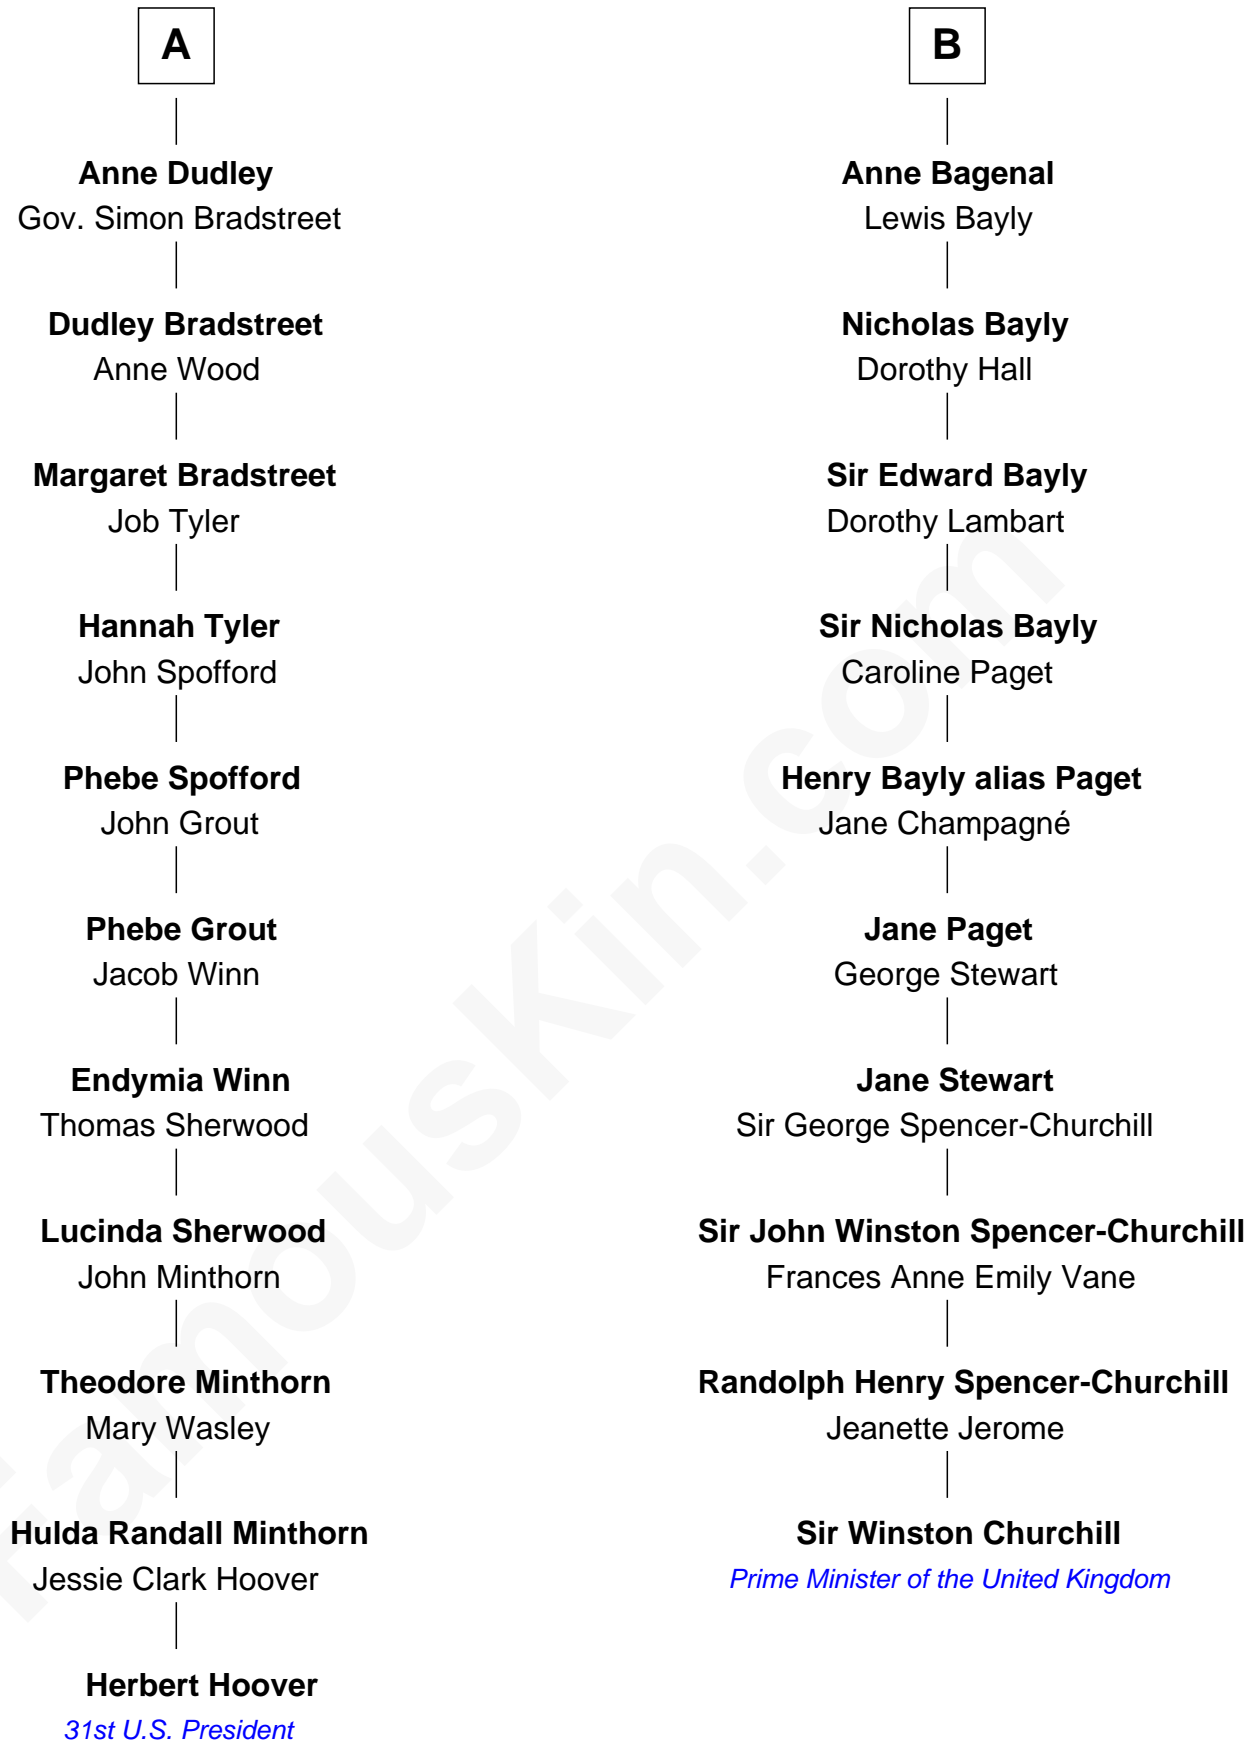 A
Anne Dudley
Gov. Simon Bradstreet
Dudley Bradstreet
Anne Wood
Margaret Bradstreet
Job Tyler
Hannah Tyler
John Spofford
Phebe Spofford
John Grout
Phebe Grout
Jacob Winn
Endymia Winn
Thomas Sherwood
Lucinda Sherwood
John Minthorn
Theodore Minthorn
Mary Wasley
Hulda Randall Minthorn
Jessie Clark Hoover
Herbert Hoover
31st U.S. President
B
Anne Bagenal
Lewis Bayly
Nicholas Bayly
Dorothy Hall
Sir Edward Bayly
Dorothy Lambart
Sir Nicholas Bayly
Caroline Paget
Henry Bayly alias Paget
Jane Champagné
Jane Paget
George Stewart
Jane Stewart
Sir George Spencer-Churchill
Sir John Winston Spencer-Churchill
Frances Anne Emily Vane
Randolph Henry Spencer-Churchill
Jeanette Jerome
Sir Winston Churchill
Prime Minister of the United Kingdom
FamousKin.com